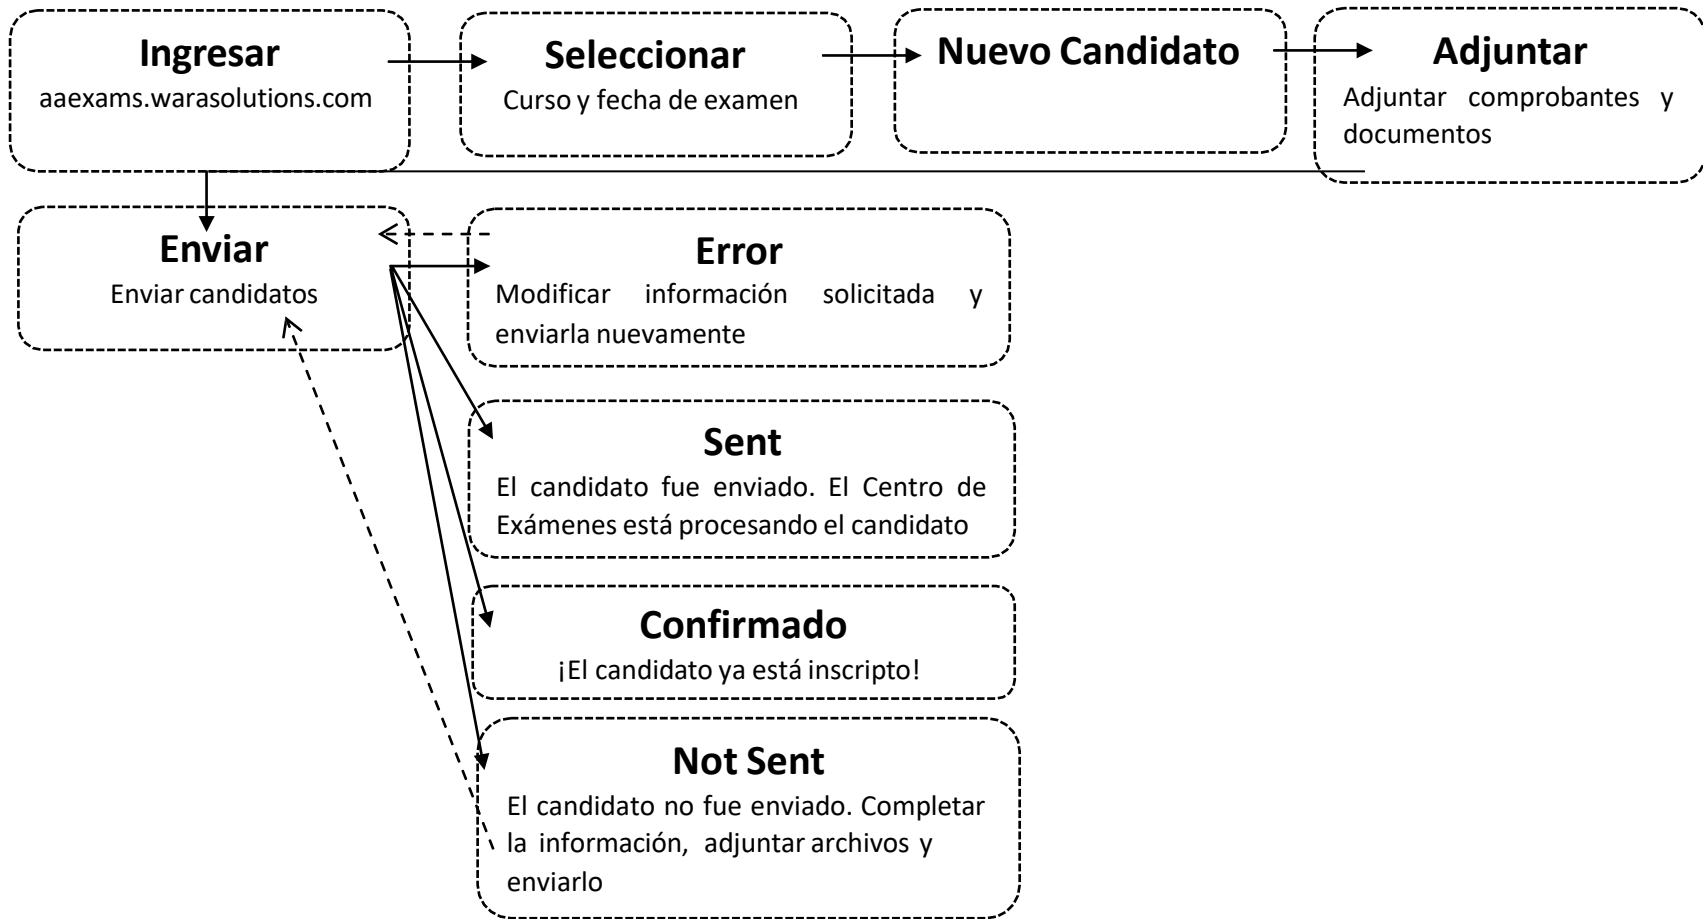 Ingresar
aaexams.warasolutions.com
Seleccionar
Curso y fecha de examen
Nuevo Candidato
Adjuntar
Adjuntar comprobantes y
documentos
Enviar
Enviar candidatos
Error
Modificar información solicitada y
enviarla nuevamente
Sent
El candidato fue enviado. El Centro de
Exámenes está procesando el candidato
Confirmado
¡El candidato ya está inscripto!
Not Sent
El candidato no fue enviado. Completar
la información, adjuntar archivos y
enviarlo